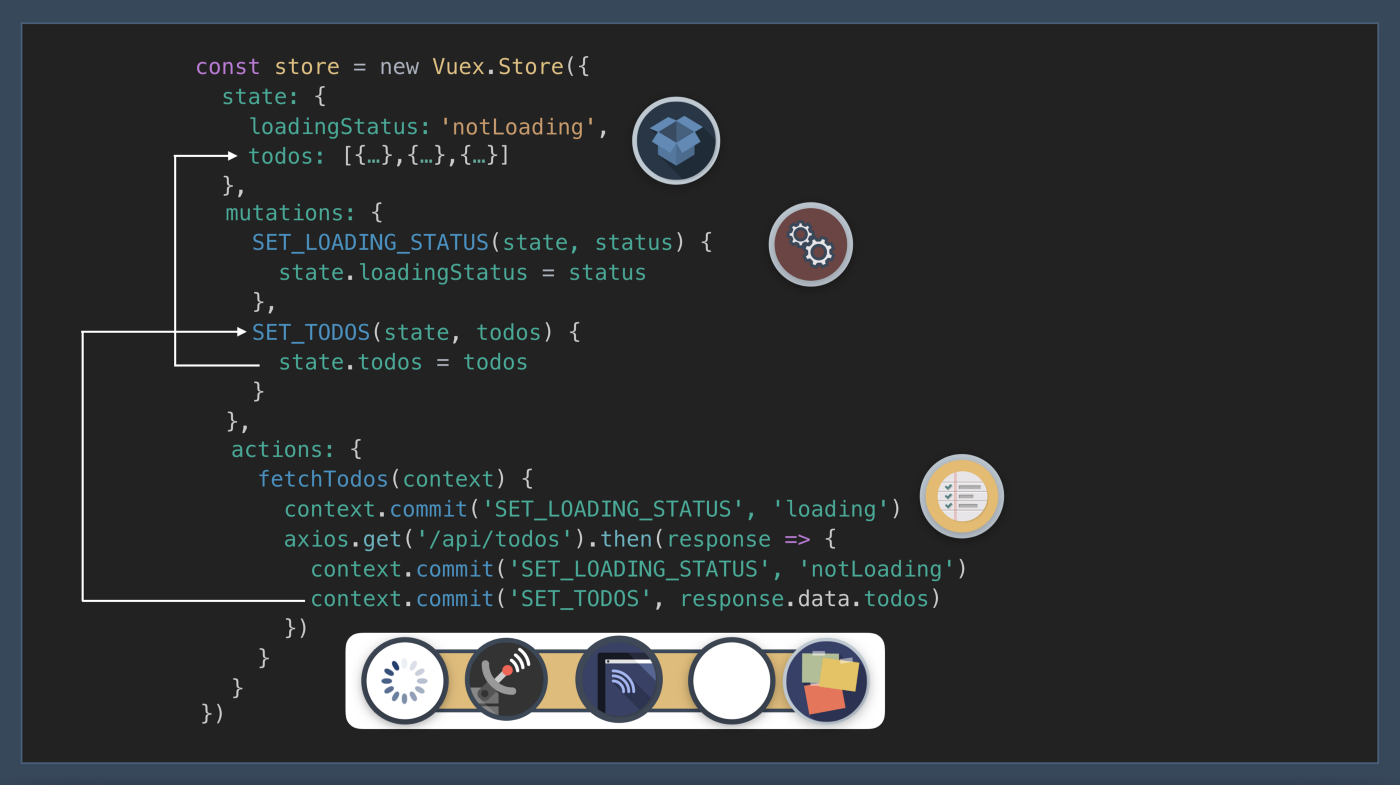 const store = new Vuex.Store({
state: {
loadingStatus: 'notLoading',
todos: [{…},{…},{…}]
},
mutations: {
SET_LOADING_STATUS(state, status) {
state.loadingStatus = status
},
SET_TODOS(state, todos) {
state.todos = todos
}
},
actions: {
fetchTodos(context) {
context.commit('SET_LOADING_STATUS', 'loading')
axios.get('/api/todos').then(response => {
context.commit('SET_LOADING_STATUS', 'notLoading')
context.commit('SET_TODOS', response.data.todos)
})
}
}
})